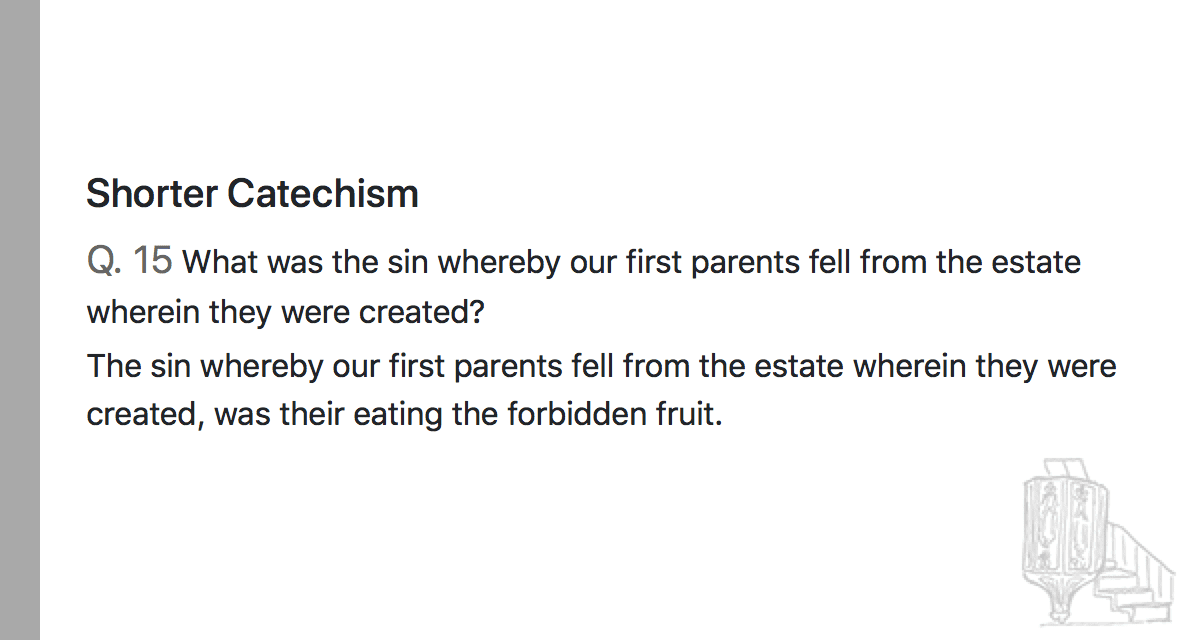 Shorter Catechism
Q. 15 What was the sin whereby our first parents fell from the estate
wherein they were created?
The sin whereby our first parents fell from the estate wherein they were
created, was their eating the forbidden fruit.